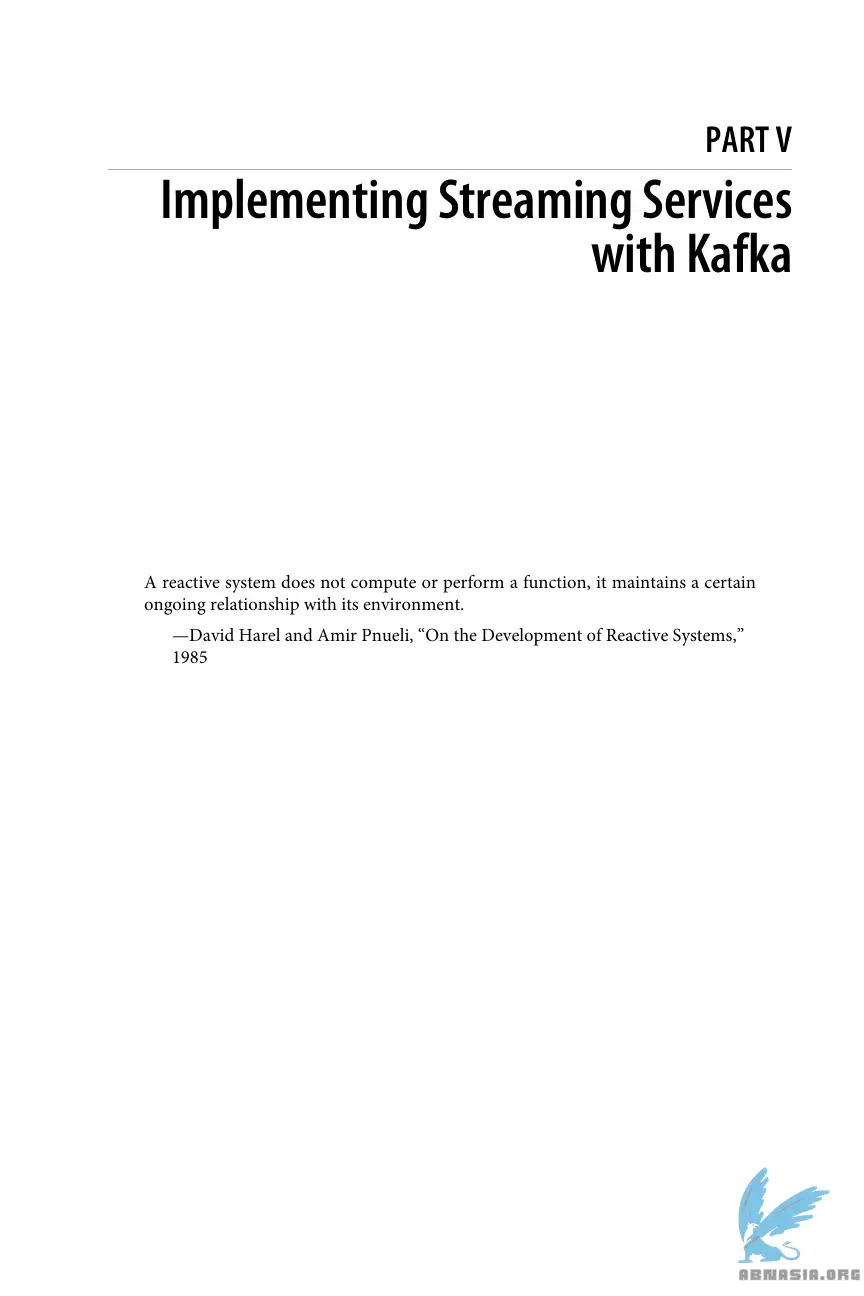 PART V
Implementing Streaming Services
with Kafka
A reactive system does not compute or perform a function, it maintains a certain
ongoing relationship with its environment.
—David Harel and Amir Pnueli, “On the Development of Reactive Systems,”
1985
ABNASIA.ORG